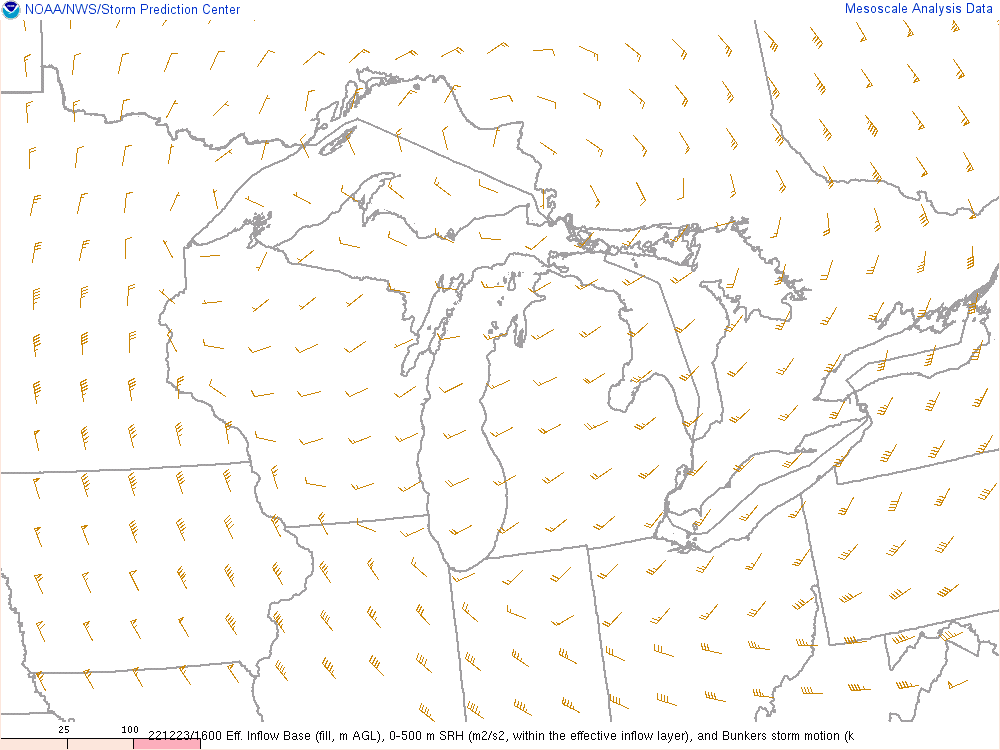 NOAA/NWS/Storm Prediction Center
Mesoscale Analysis Data
25 100
221223/1600 Eff. Inflow Base (fill, m AGL), 0-500 m SRH (m2/s2, within the effective inflow layer), and Bunkers storm motion (k